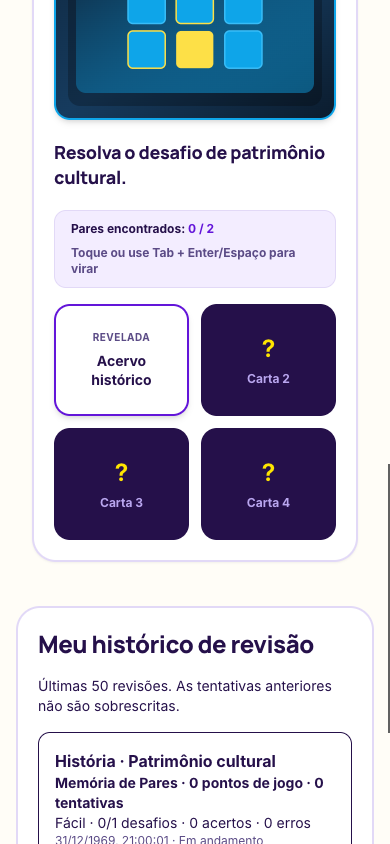 Resolva o desafio de patrimônio
cultural.
Pares encontrados: 0 / 2
Toque ou use Tab + Enter/Espaço para
virar
REVELADA
Acervo
histórico
?
Carta 2
?
Carta 3
?
Carta 4
Meu histórico de revisão
Últimas 50 revisões. As tentativas anteriores
não são sobrescritas.
História · Patrimônio cultural
Memória de Pares · 0 pontos de jogo · 0
tentativas
Fácil · 0/1 desafios · 0 acertos · 0 erros
31/12/1969, 21:00:01 · Em andamento